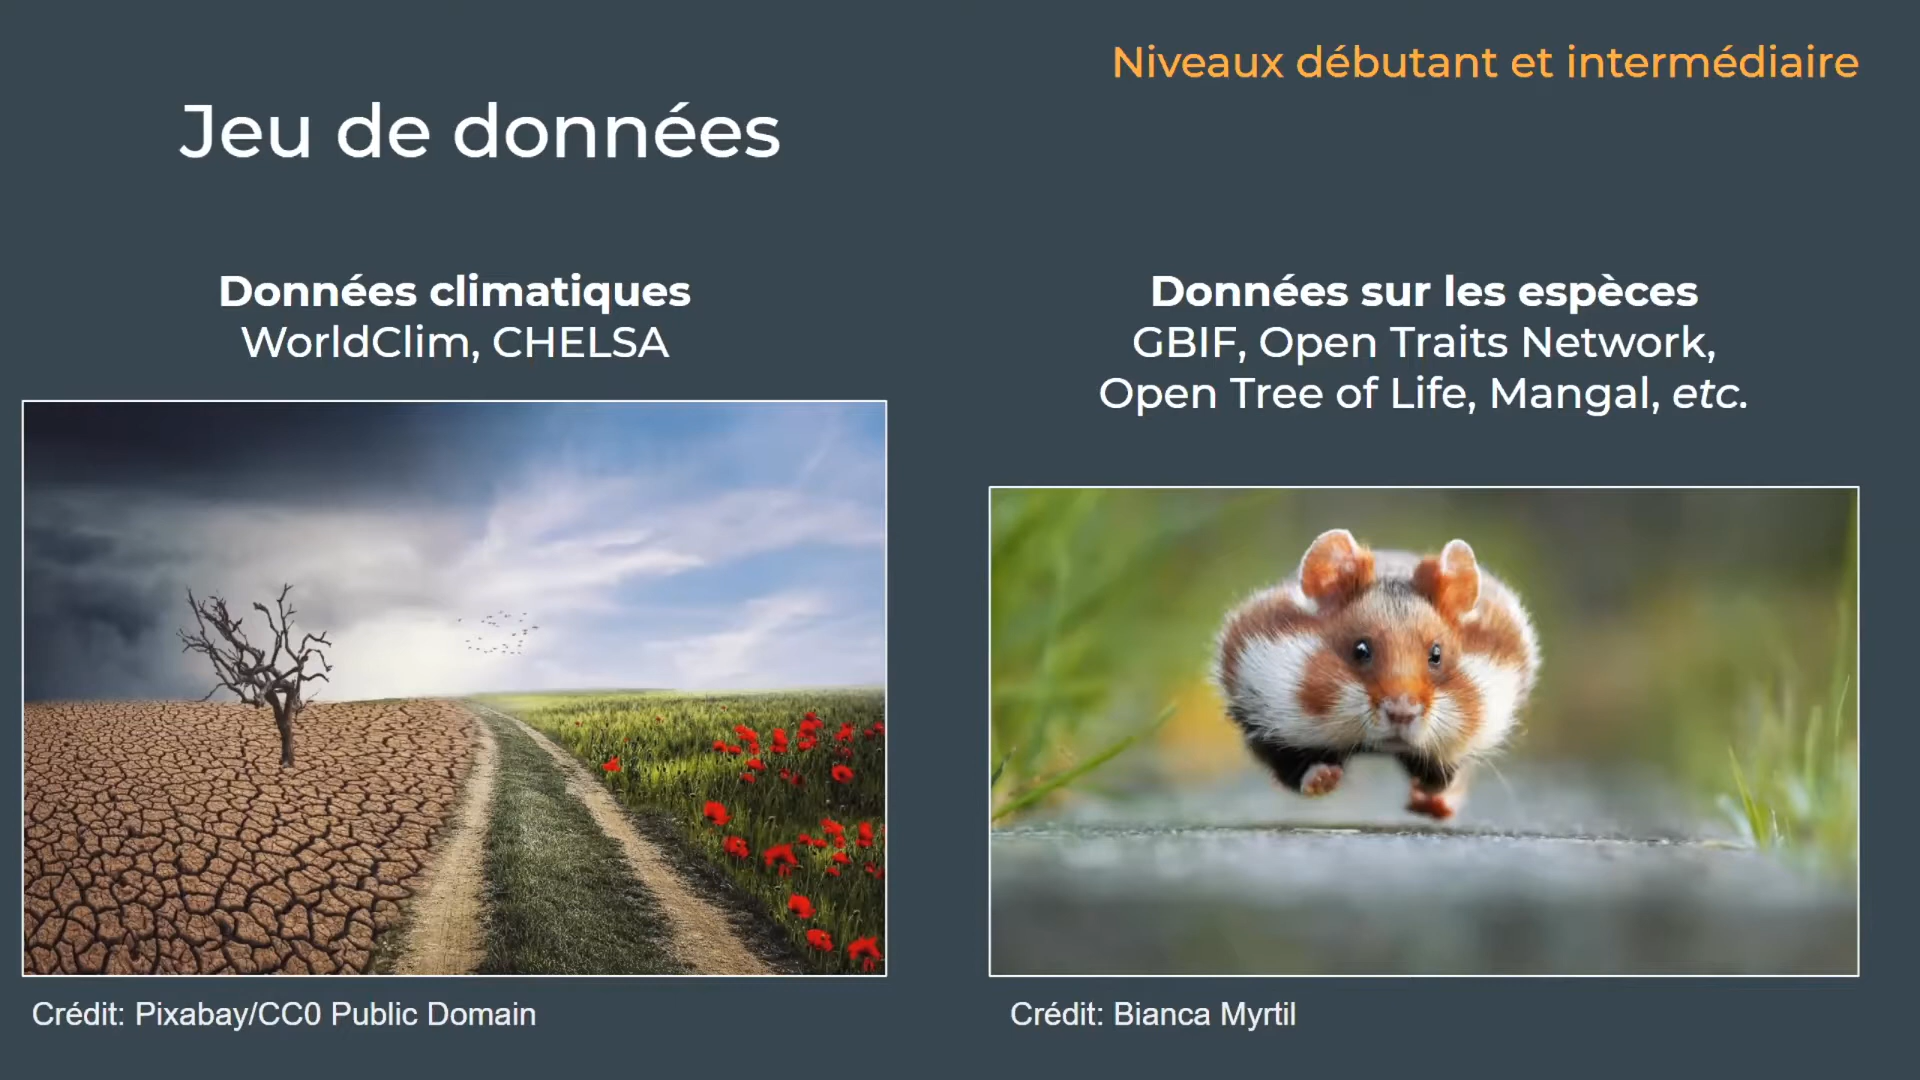 Niveaux débutant et intermédiaire
Jeu de données
Données climatiques
WorldClim, CHELSA
Données sur les espèces
GBIF, Open Traits Network,
Open Tree of Life, Mangal, etc.
Crédit: Pixabay/CC0 Public Domain
Crédit: Bianca Myrtil